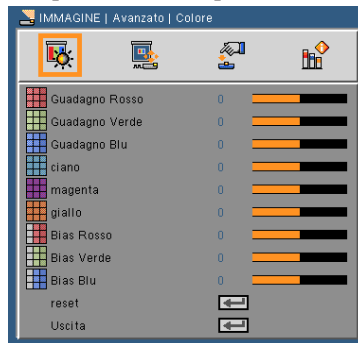 IMMAGINE | Avanzato | Colore
Guadagno Rosso 0
Guadagno Verde 0
Guadagno Blu 0
ciano 0
magenta 0
giallo 0
Bias Rosso 0
Bias Verde 0
Bias Blu 0
reset
Uscita